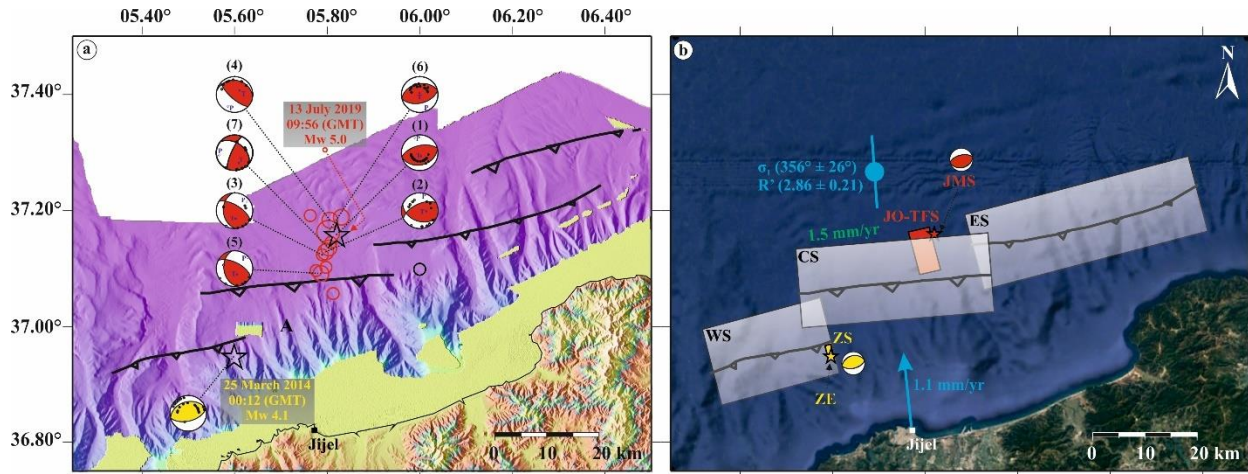 05.40°
05.60°
05.80°
06.00°
06.20°
06.40°
37.40°
37.20°
37.00°
36.80°
a
(4)
(6)
13 July 2019
09:56 (GMT)
Mw 5.0
(7)
(1)
(3)
(2)
(5)
A
25 March 2014
00:12 (GMT)
Mw 4.1
Jijel
0 10 20 km
b
N
σ₁ (356° ± 26°)
R' (2.86 ± 0.21)
JMS
JO-TFS
ES
1.5 mm/yr
CS
WS
ZS
ZE
1.1 mm/yr
Jijel
0 10 20 km